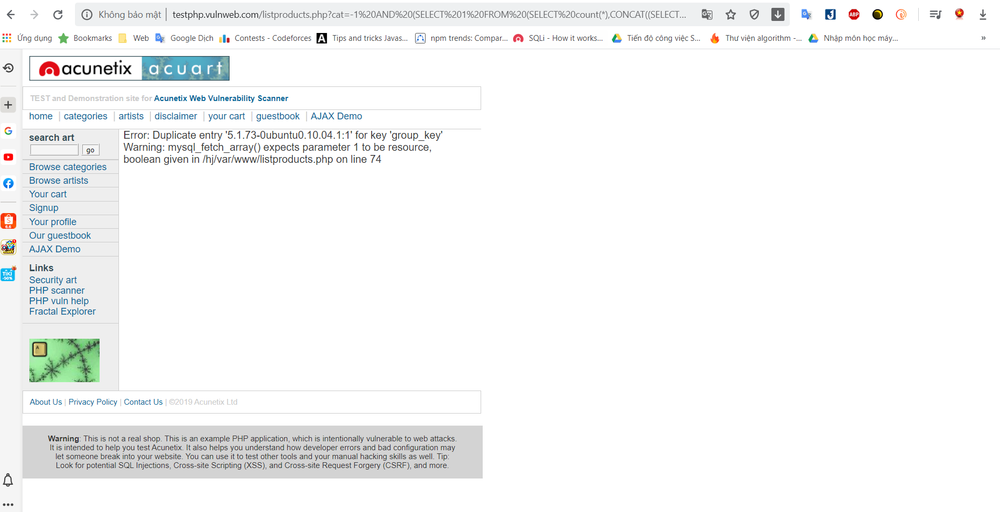 Không bảo mật testphp.vulnweb.com/listproducts.php?cat=-1%20AND%20(SELECT%201%20FROM%20(SELECT%20count(*),CONCAT((SELECT...
Ứng dụng Bookmarks Web Google Dịch Contests - Codeforces Tips and tricks Javas... npm trends: Compar... SQLi - How it works... Tiến độ công việc S... Thư viện algorithm -... Nhập môn học máy... »
acunetix acuart
TEST and Demonstration site for Acunetix Web Vulnerability Scanner
home | categories | artists | disclaimer | your cart | guestbook | AJAX Demo
search art
go
Browse categories
Browse artists
Your cart
Signup
Your profile
Our guestbook
AJAX Demo
Links
Security art
PHP scanner
PHP vuln help
Fractal Explorer
A
Error: Duplicate entry '5.1.73-0ubuntu0.10.04.1:1' for key 'group_key'
Warning: mysql_fetch_array() expects parameter 1 to be resource,
boolean given in /hj/var/www/listproducts.php on line 74
About Us | Privacy Policy | Contact Us | ©2019 Acunetix Ltd
Warning: This is not a real shop. This is an example PHP application, which is intentionally vulnerable to web attacks.
It is intended to help you test Acunetix. It also helps you understand how developer errors and bad configuration may
let someone break into your website. You can use it to test other tools and your manual hacking skills as well. Tip:
Look for potential SQL Injections, Cross-site Scripting (XSS), and Cross-site Request Forgery (CSRF), and more.
ABP
6.6
TIKI
-50%